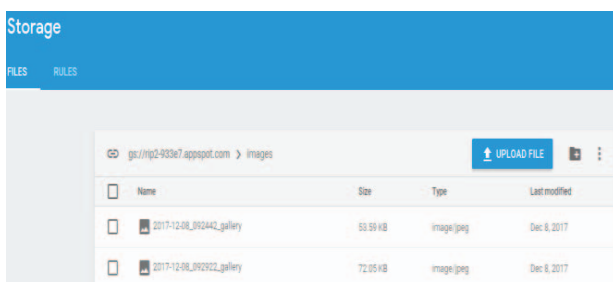 Storage
FILES RULES
gs://rip2-933e7.appspot.com > images UPLOAD FILE
Name Size Type Last modified
2017-12-08_092442_gallery 53.59 KB image/jpeg Dec 8, 2017
2017-12-08_092922_gallery 72.05 KB image/jpeg Dec 8, 2017